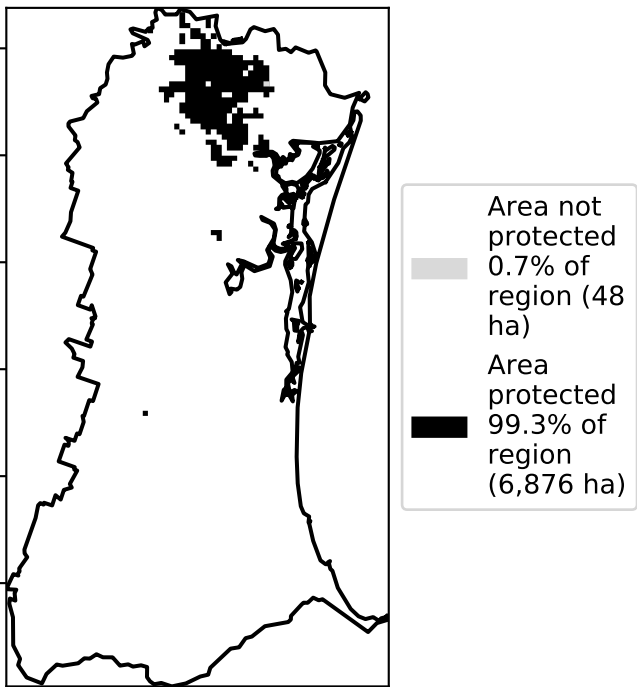 Area not
protected
0.7% of
region (48
ha)
Area
protected
99.3% of
region
(6,876 ha)